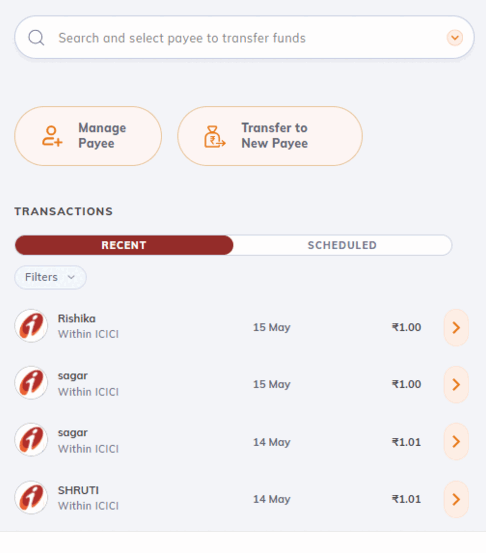 Search and select payee to transfer funds
Manage
Payee
Transfer to
New Payee
TRANSACTIONS
RECENT
SCHEDULED
Filters
Rishika
Within ICICI
15 May
₹1.00
sagar
Within ICICI
15 May
₹1.00
sagar
Within ICICI
14 May
₹1.01
SHRUTI
Within ICICI
14 May
₹1.01